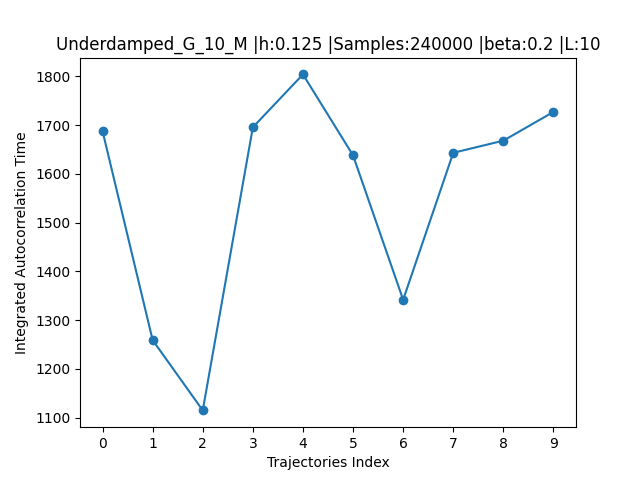 Underdamped_G_10_M |h:0.125 |Samples:240000 |beta:0.2 |L:10
Integrated Autocorrelation Time
1800
1700
1600
1500
1400
1300
1200
1100
0 1 2 3 4 5 6 7 8 9
Trajectories Index